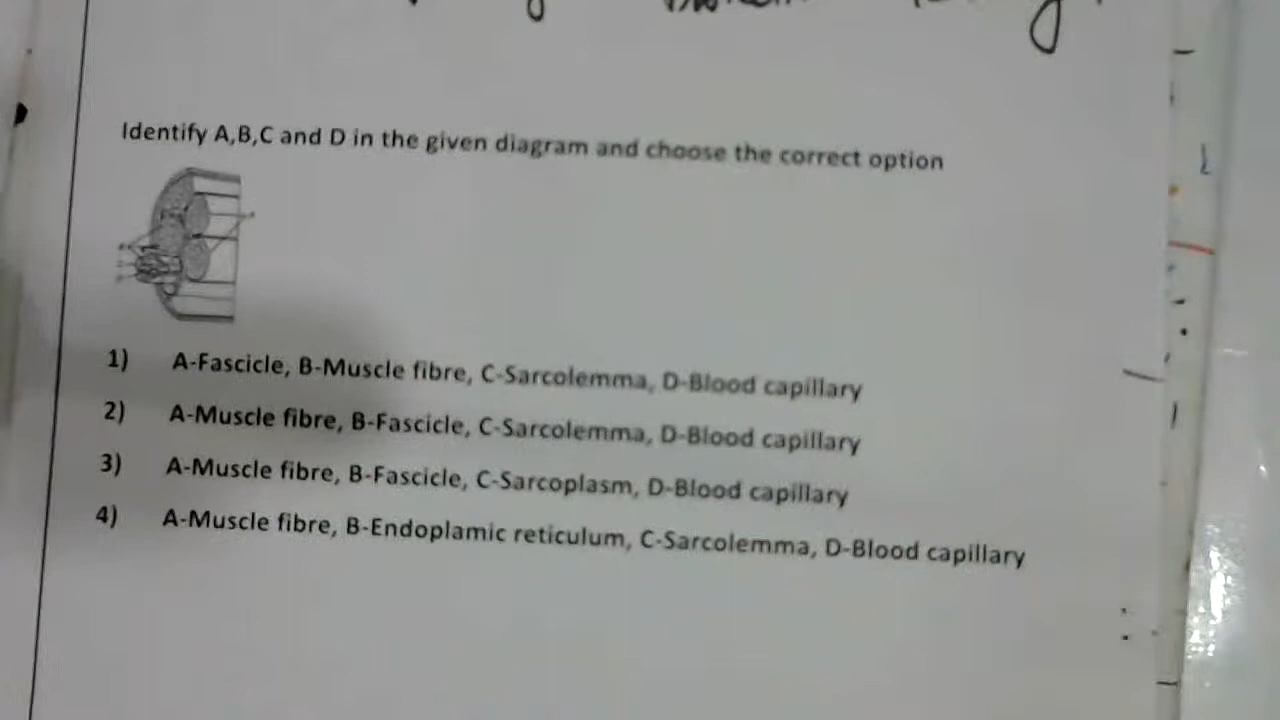 Identify A,B,C and D in the given diagram and choose the correct option
1) A-Fascicle, B-Muscle fibre, C-Sarcolemma, D-Blood capillary
2) A-Muscle fibre, B-Fascicle, C-Sarcolemma, D-Blood capillary
3) A-Muscle fibre, B-Fascicle, C-Sarcoplasm, D-Blood capillary
4) A-Muscle fibre, B-Endoplamic reticulum, C-Sarcolemma, D-Blood capillary